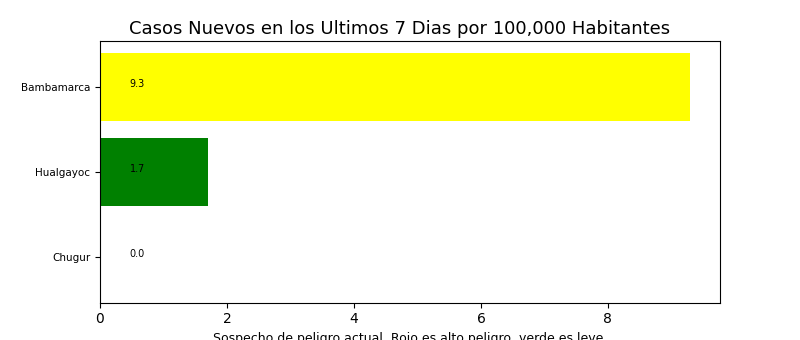 Casos Nuevos en los Ultimos 7 Dias por 100,000 Habitantes
Bambamarca
9.3
Hualgayoc
1.7
Chugur
0.0
0 2 4 6 8
Sospecho de peligro actual. Rojo es alto peligro, verde es leve